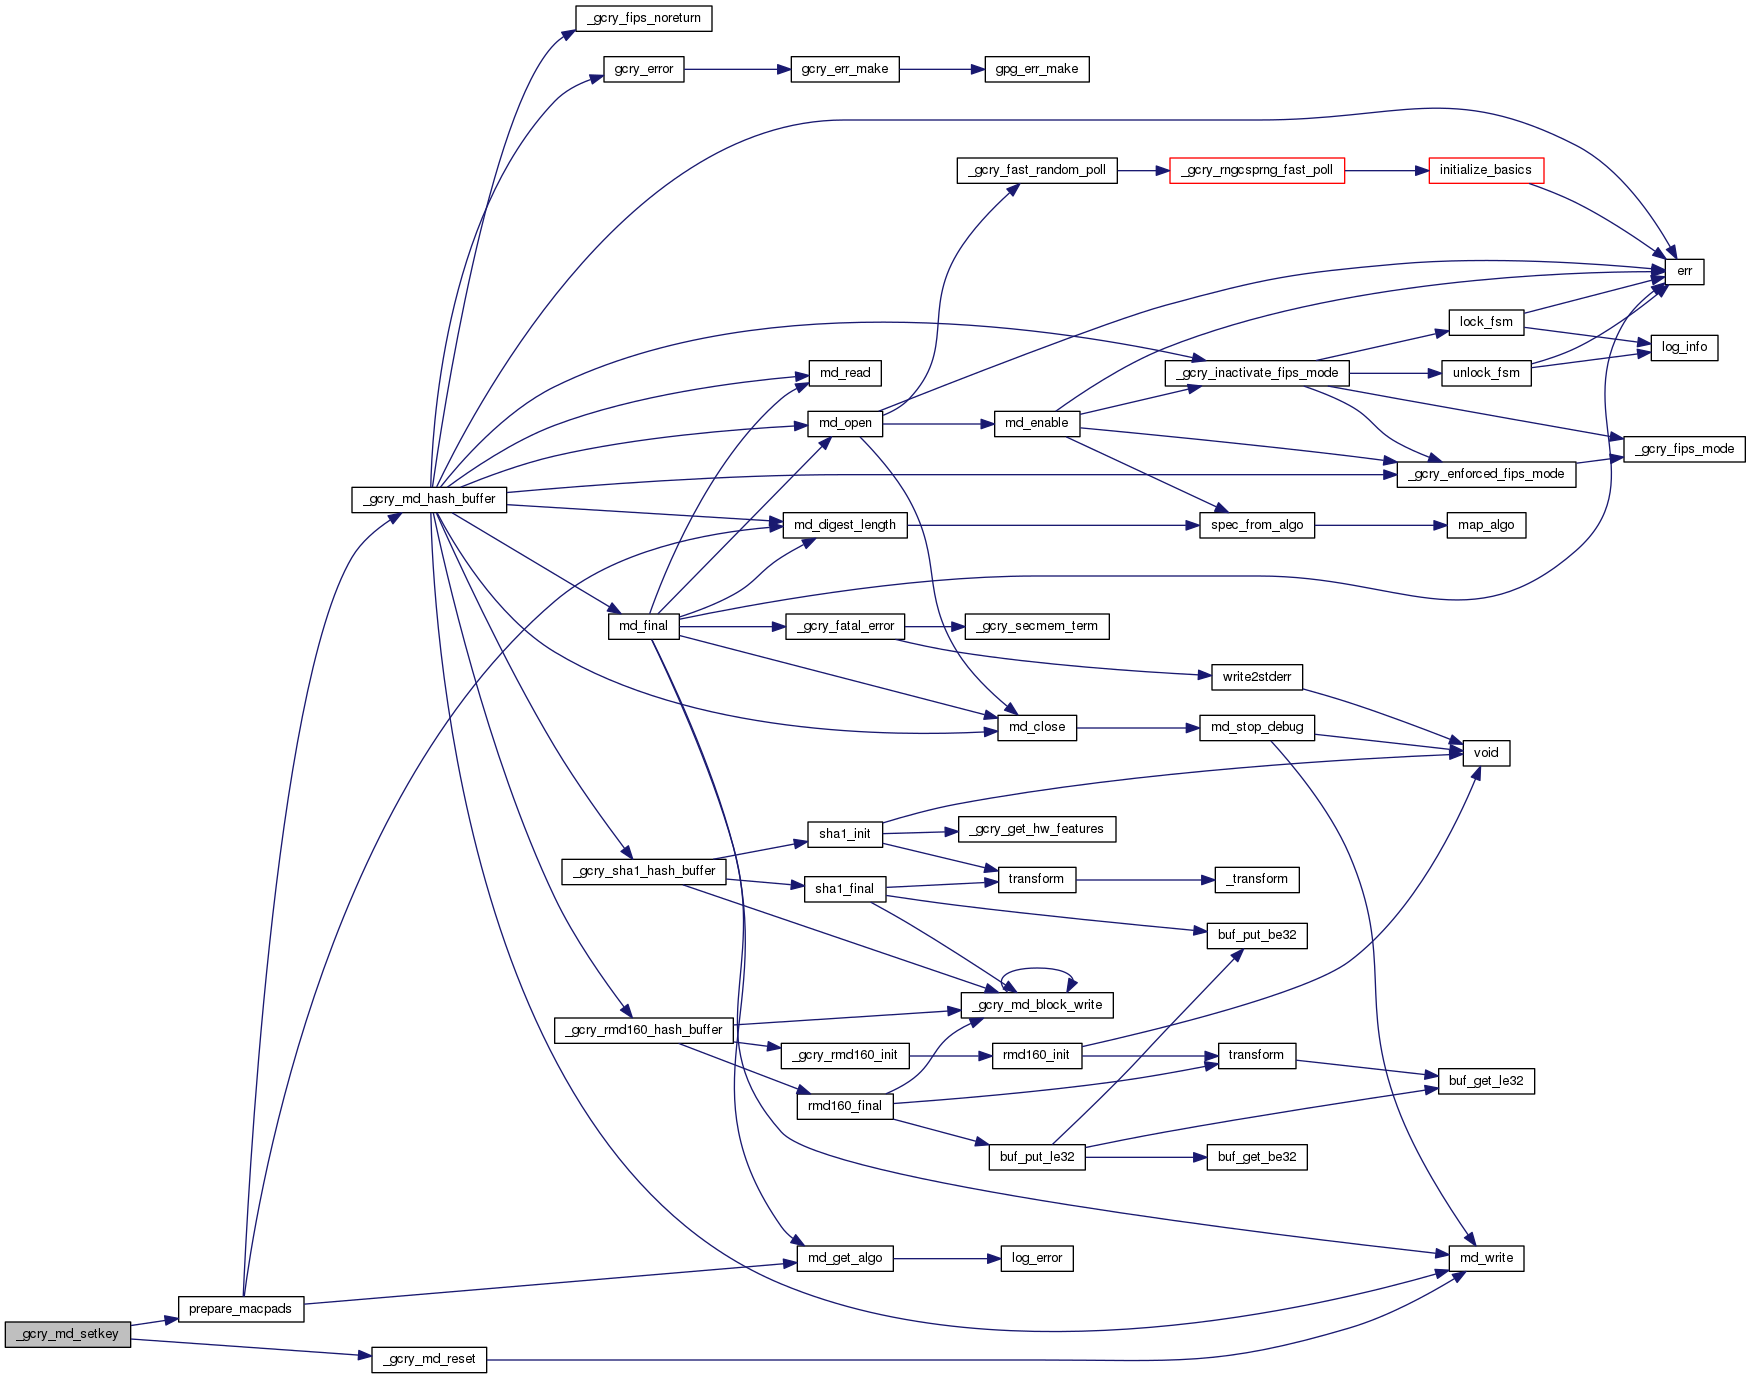 _gcry_fips_noreturn
gcry_error
gcry_err_make
gpg_err_make
_gcry_fast_random_poll
_gcry_rngcsprng_fast_poll
initialize_basics
err
lock_fsm
log_info
md_read
_gcry_inactivate_fips_mode
unlock_fsm
md_open
md_enable
_gcry_fips_mode
_gcry_enforced_fips_mode
_gcry_md_hash_buffer
md_digest_length
spec_from_algo
map_algo
md_final
_gcry_fatal_error
_gcry_secmem_term
write2stderr
md_close
md_stop_debug
void
sha1_init
_gcry_get_hw_features
_gcry_sha1_hash_buffer
transform
_transform
sha1_final
buf_put_be32
_gcry_md_block_write
_gcry_rmd160_hash_buffer
_gcry_rmd160_init
rmd160_init
transform
buf_get_le32
rmd160_final
buf_put_le32
buf_get_be32
md_get_algo
log_error
md_write
prepare_macpads
_gcry_md_setkey
_gcry_md_reset